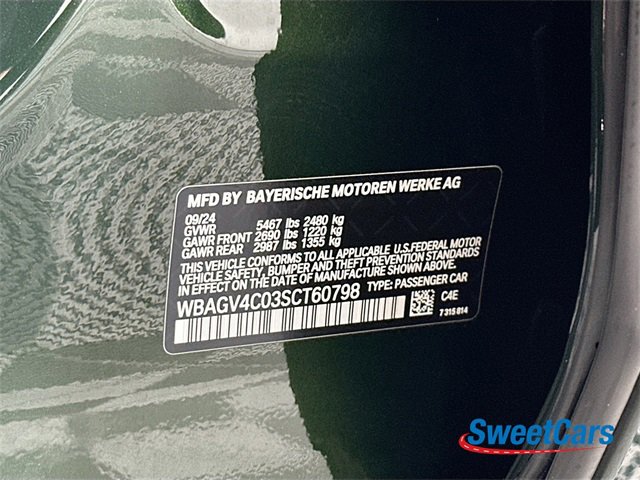 MFD BY BAYERISCHE MOTOREN WERKE AG
09/24
GVWR 5467 lbs 2480 kg
GAWR FRONT 2690 lbs 1220 kg
GAWR REAR 2987 lbs 1355 kg
THIS VEHICLE CONFORMS TO ALL APPLICABLE U.S.FEDERAL MOTOR
VEHICLE SAFETY, BUMPER AND THEFT PREVENTION STANDARDS
IN EFFECT ON THE DATE OF MANUFACTURE SHOWN ABOVE.
WBAGV4C03SCT60798 TYPE: PASSENGER CAR
C4E
7 315 814
SweetCars